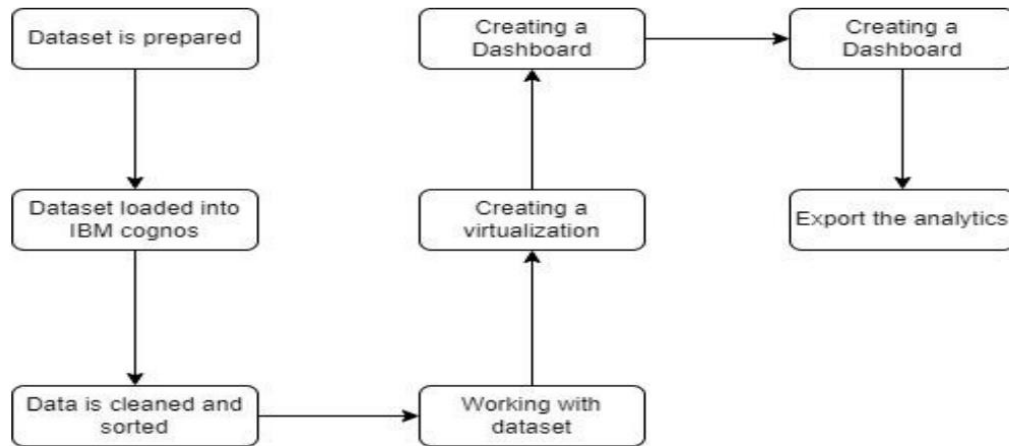 Dataset is prepared
Dataset loaded into
IBM cognos
Data is cleaned and
sorted
Working with
dataset
Creating a
virtualization
Creating a
Dashboard
Creating a
Dashboard
Export the analytics